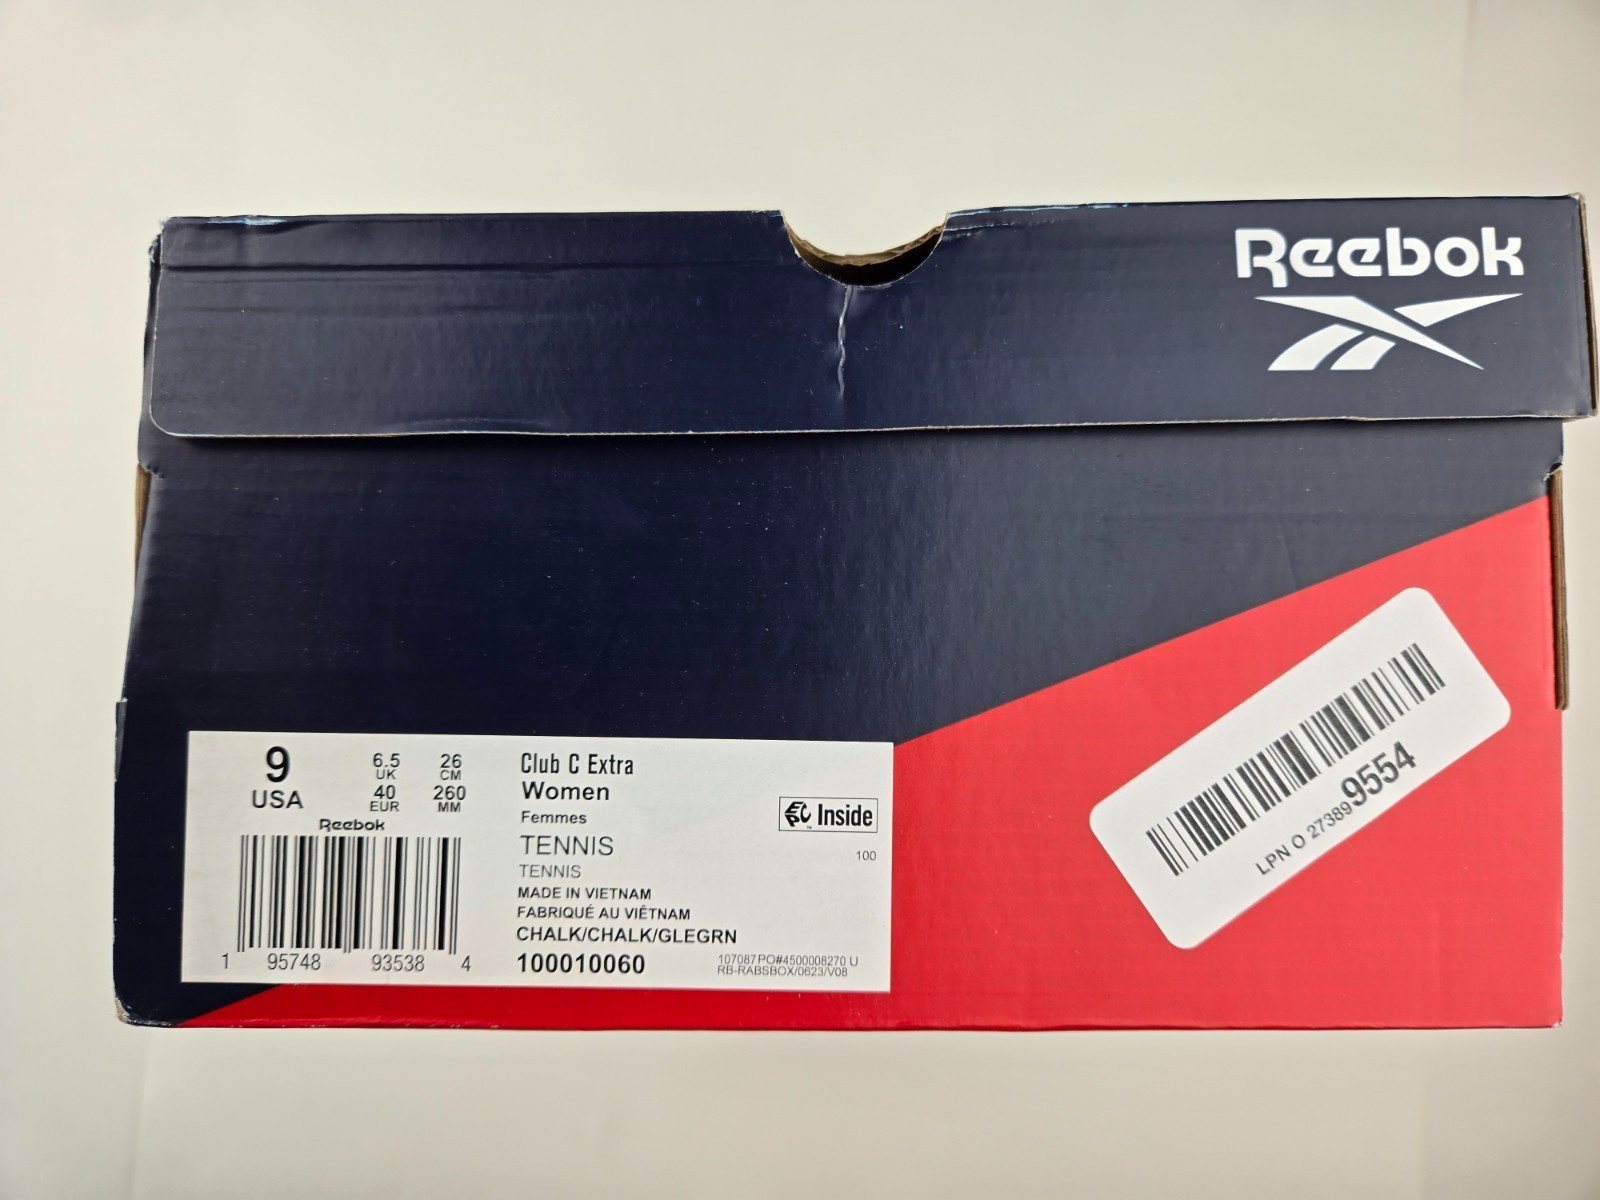 Reebok
9
USA
6.5
UK
40
EUR
26
CM
260
MM
Reebok
1 95748 93538 4
Club C Extra
Women
Femmes
TENNIS
TENNIS
MADE IN VIETNAM
FABRIQUÉ AU VIÊTNAM
CHALK/CHALK/GLEGRN
100010060
Inside
100
107087PO#4500008270 U
RB-RABSBOX/0623/V08
LPN O 273899554